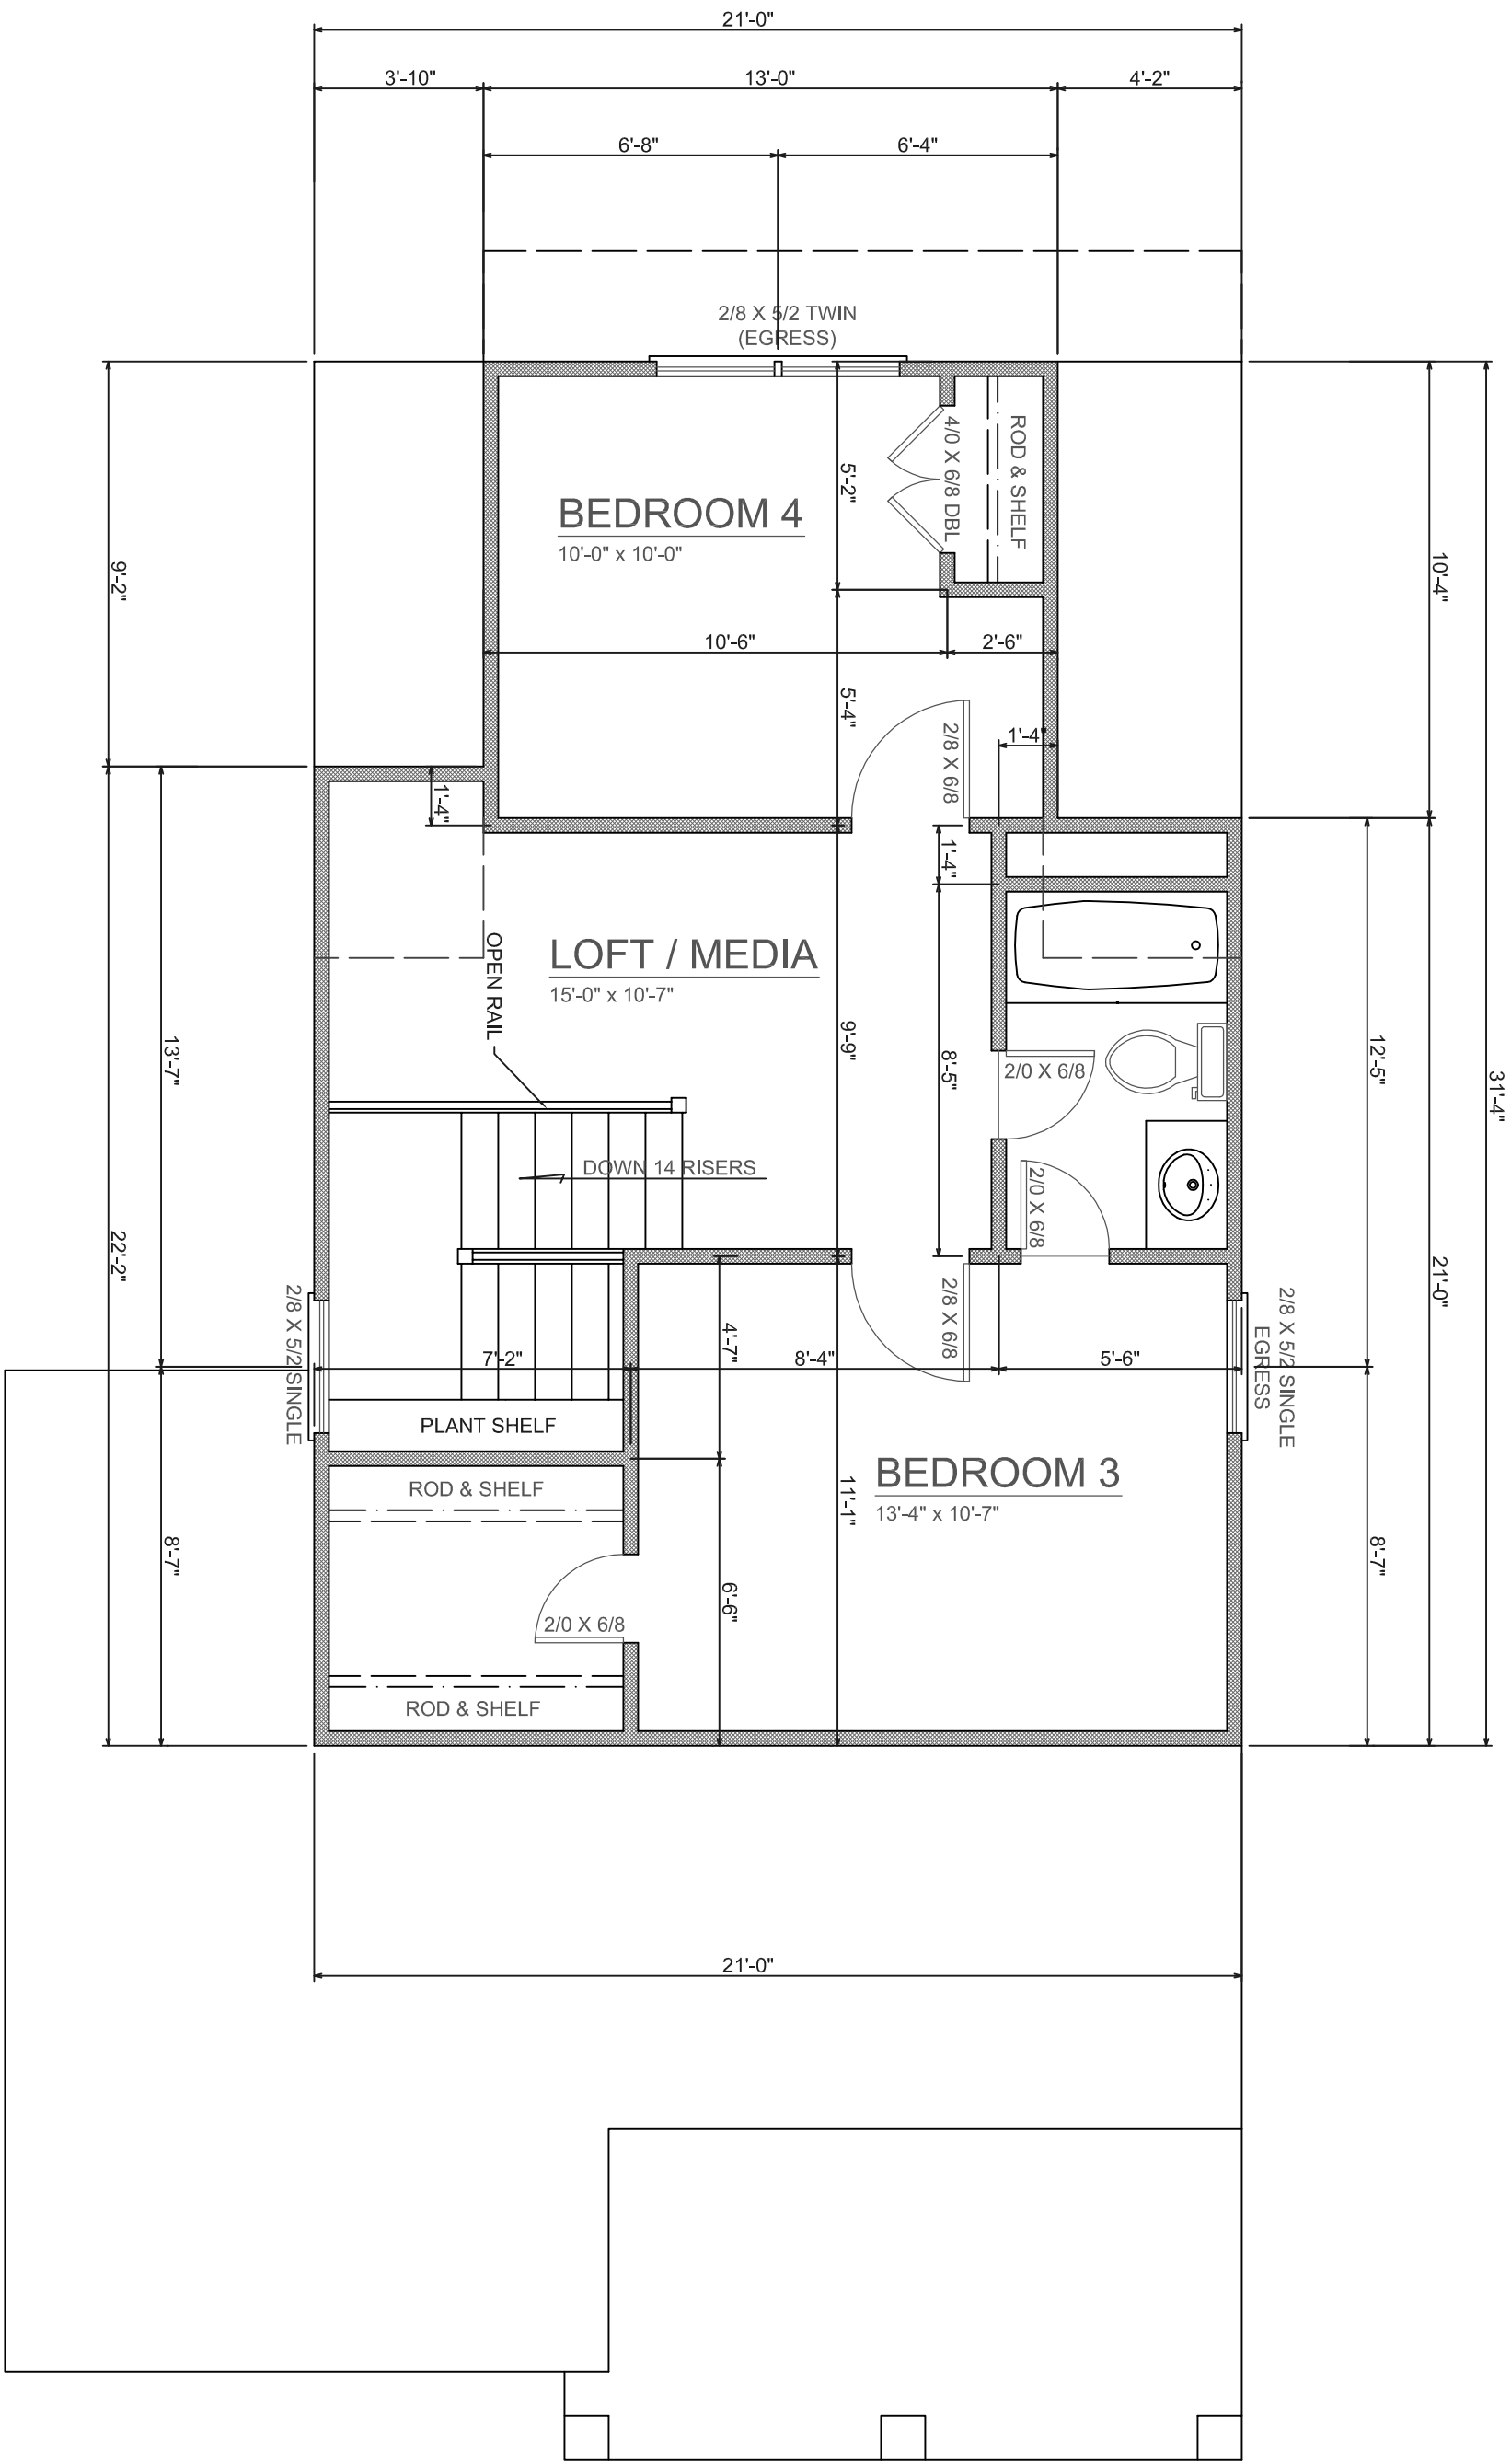 21'-0"
3'-10"
13'-0"
4'-2"
6'-8"
6'-4"
2/8 X 5/2 TWIN
(EGRESS)
ROD & SHELF
4/0 X 6/8 DBL
5'-2"
BEDROOM 4
10'-0" x 10'-0"
9'-2"
10'-4"
10'-6"
2'-6"
5'-4"
2/8 X 6/8
1'-4"
1'-4"
1'-4"
OPEN RAIL
LOFT / MEDIA
15'-0" x 10'-7"
13'-7"
9'-9"
8'-5"
2/0 X 6/8
12'-5"
31'-4"
DOWN 14 RISERS
2/0 X 6/8
22'-2"
21'-0"
2/8 X 5/2 SINGLE
4'-7"
2/8 X 6/8
2/8 X 5/2 SINGLE
EGRESS
7'-2"
8'-4"
5'-6"
PLANT SHELF
BEDROOM 3
13'-4" x 10'-7"
ROD & SHELF
11'-1"
8'-7"
8'-7"
6'-6"
2/0 X 6/8
ROD & SHELF
21'-0"